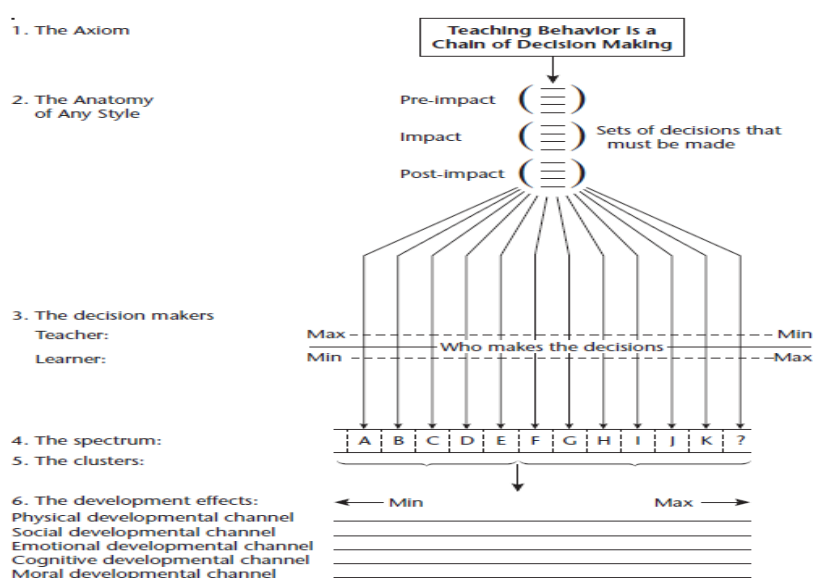 1. The Axiom
Teaching Behavior is a
Chain of Decision Making
2. The Anatomy
of Any Style
Pre-impact
Impact
Post-impact
Sets of decisions that
must be made
3. The decision makers
Teacher:
Max
Min
Who makes the decisions
Learner:
Min
Max
4. The spectrum:
A B C D E F G H I J K ?
5. The clusters:
6. The development effects:
Min
Max
Physical developmental channel
Social developmental channel
Emotional developmental channel
Cognitive developmental channel
Moral developmental channel